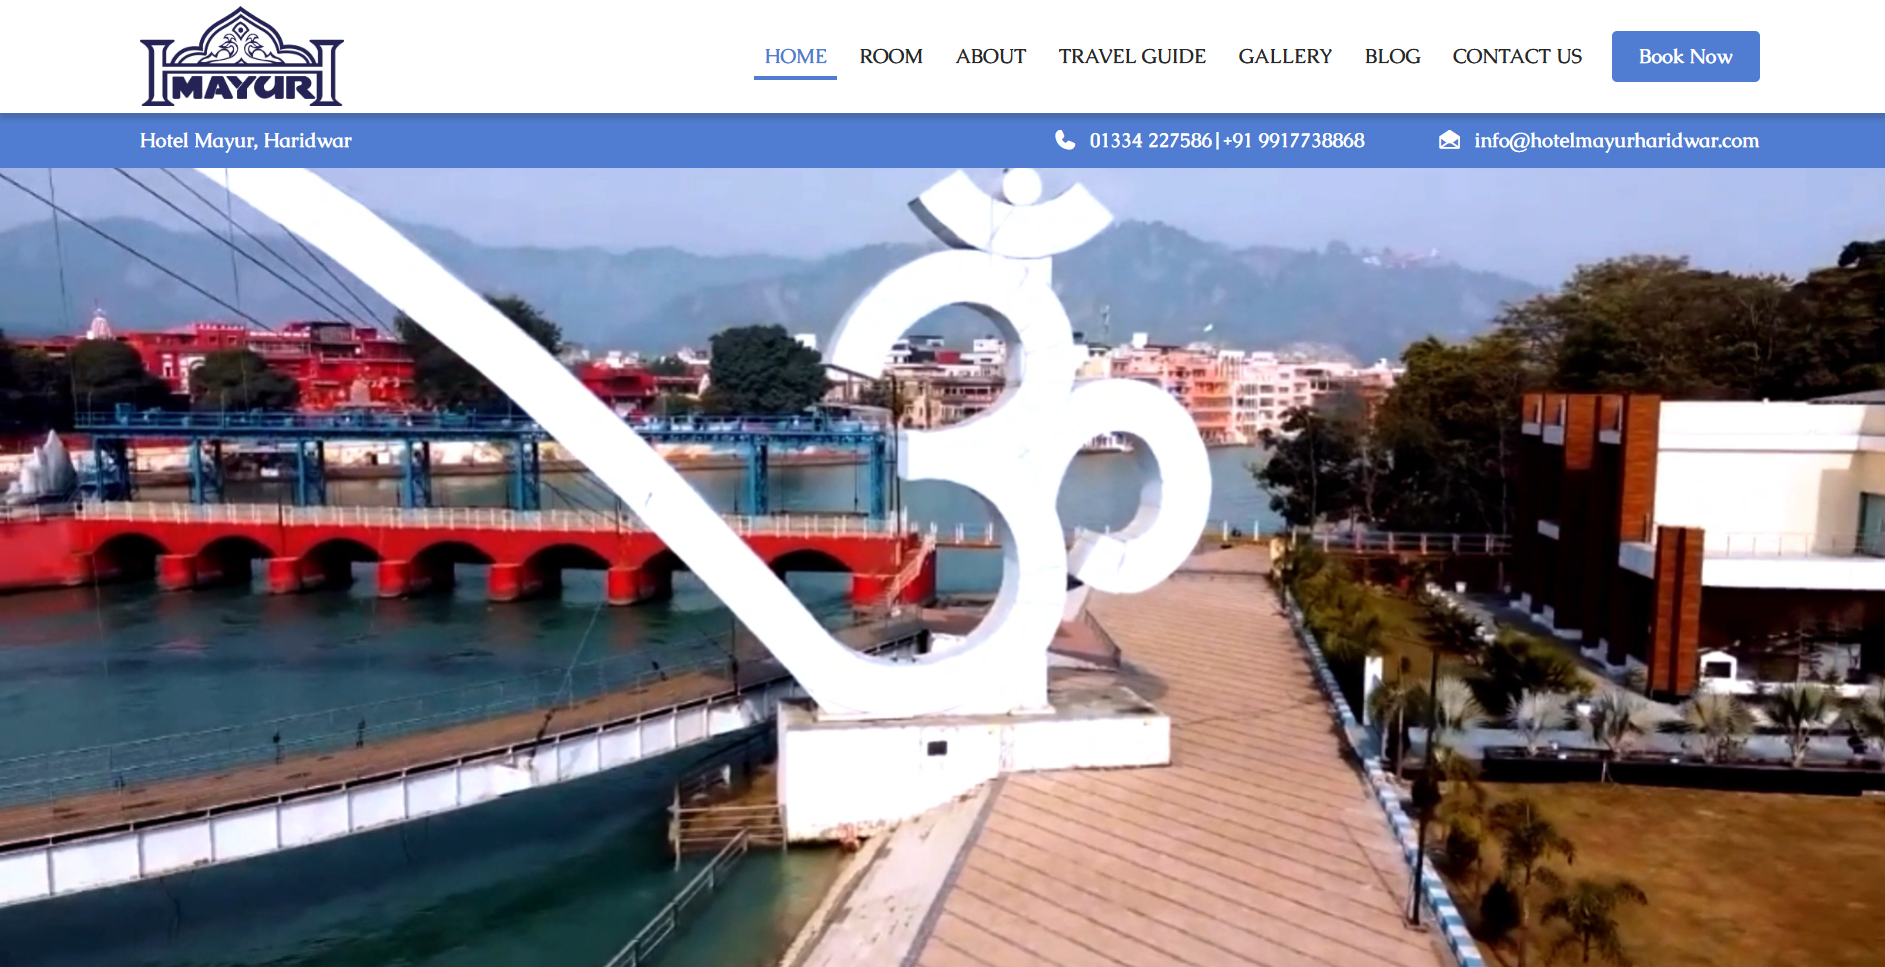 MAYUR
HOME ROOM ABOUT TRAVEL GUIDE GALLERY BLOG CONTACT US Book Now
Hotel Mayur, Haridwar 01334 227586|+91 9917738868 info@hotelmayurharidwar.com
ॐ